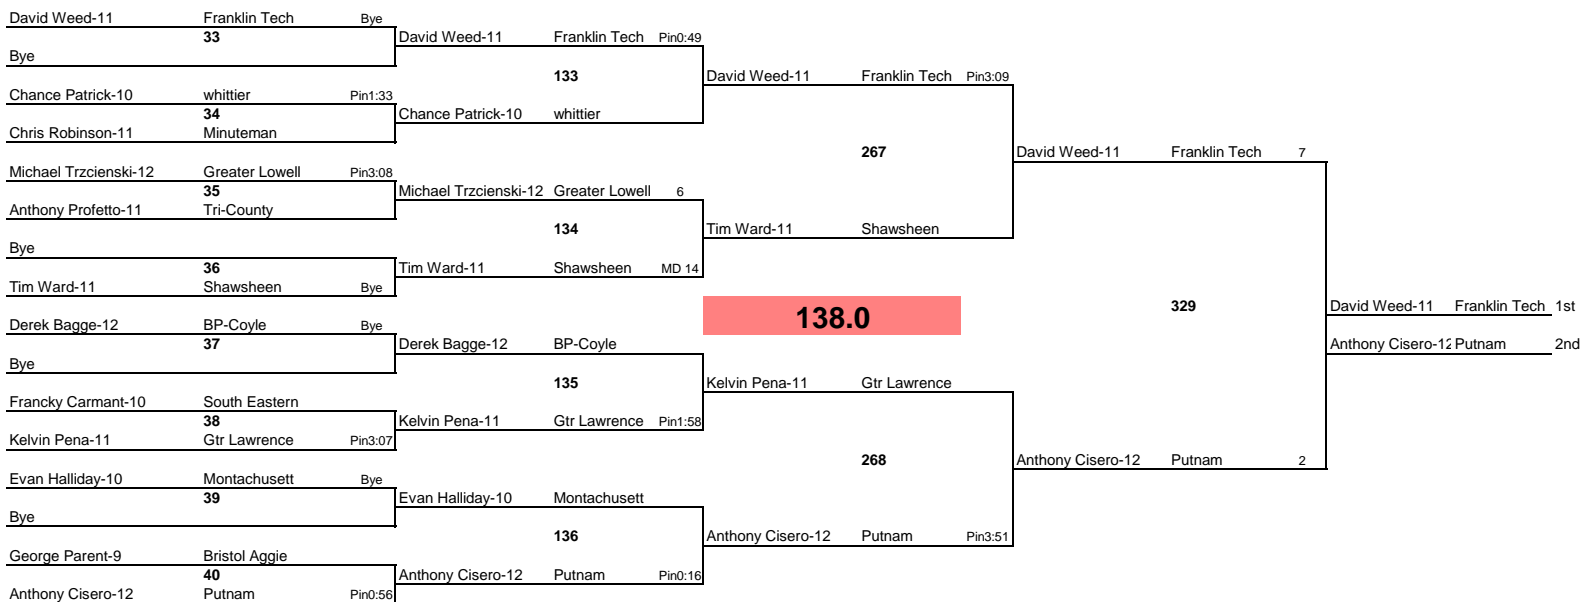 David Weed-11 Franklin Tech Bye
33 David Weed-11 Franklin Tech Pin0:49
Bye
133 David Weed-11 Franklin Tech Pin3:09
Chance Patrick-10 whittier Pin1:33
34 Chance Patrick-10 whittier
Chris Robinson-11 Minuteman
267 David Weed-11 Franklin Tech 7
Michael Trzcienski-12 Greater Lowell Pin3:08
35 Michael Trzcienski-12 Greater Lowell 6
Anthony Profetto-11 Tri-County
134 Tim Ward-11 Shawsheen
Bye
36 Tim Ward-11 Shawsheen MD 14
Tim Ward-11 Shawsheen Bye
138.0 329 David Weed-11 Franklin Tech 1st
Derek Bagge-12 BP-Coyle Bye
37 Derek Bagge-12 BP-Coyle Anthony Cisero-12 Putnam 2nd
Bye
135 Kelvin Pena-11 Gtr Lawrence
Francky Carmant-10 South Eastern
38 Kelvin Pena-11 Gtr Lawrence Pin1:58
Kelvin Pena-11 Gtr Lawrence Pin3:07
268 Anthony Cisero-12 Putnam 2
Evan Halliday-10 Montachusett Bye
39 Evan Halliday-10 Montachusett
Bye
136 Anthony Cisero-12 Putnam Pin3:51
George Parent-9 Bristol Aggie
40 Anthony Cisero-12 Putnam Pin0:16
Anthony Cisero-12 Putnam Pin0:56